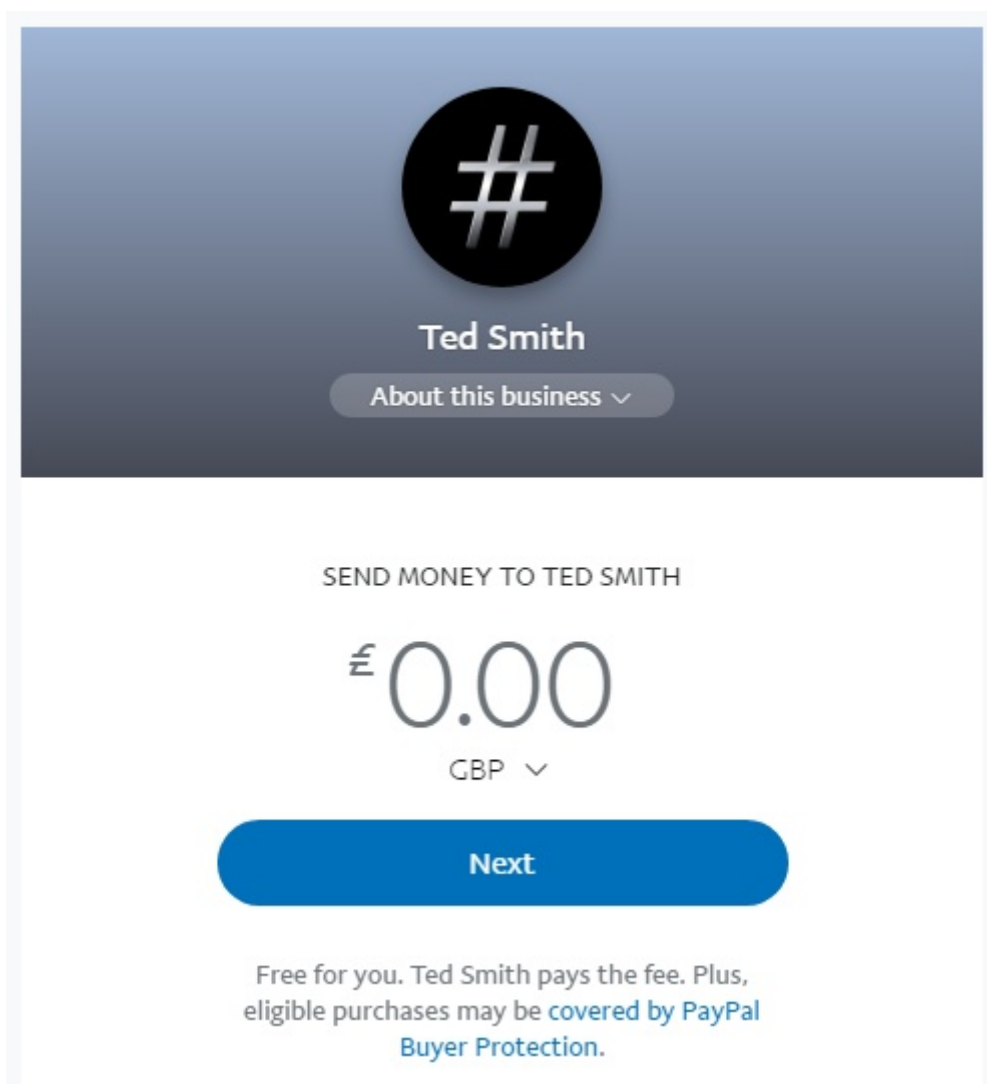 #
Ted Smith
About this business
SEND MONEY TO TED SMITH
£0.00
GBP
Next
Free for you. Ted Smith pays the fee. Plus,
eligible purchases may be covered by PayPal
Buyer Protection.